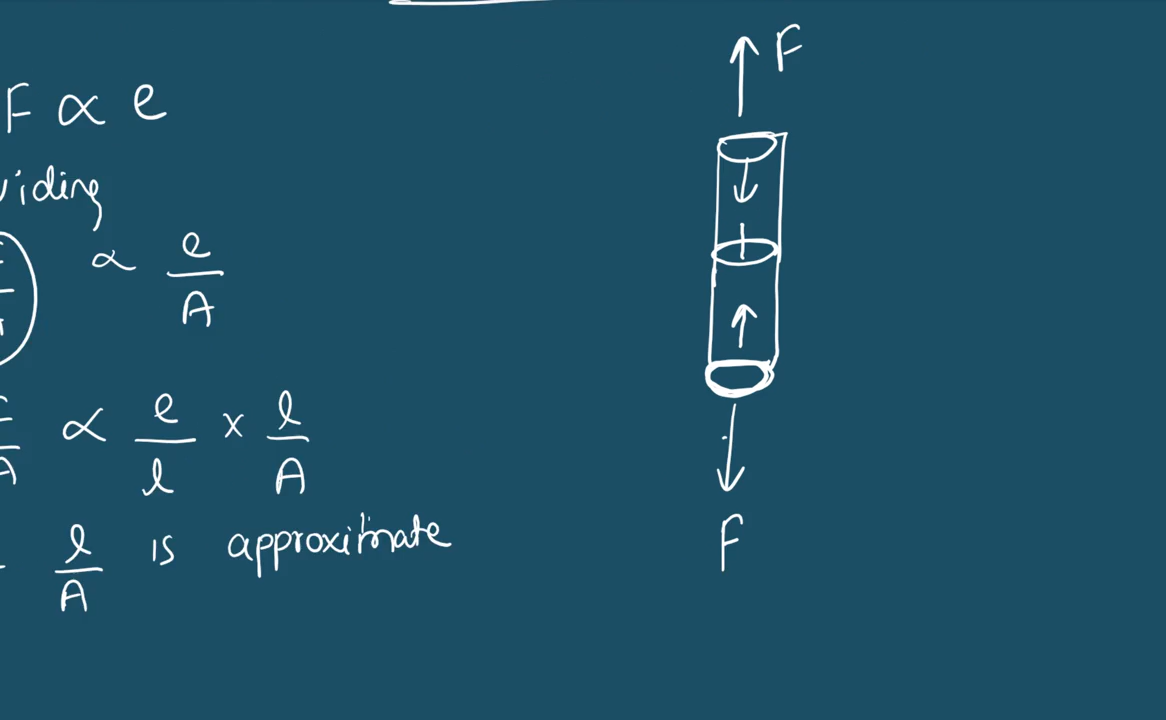 F ∝ e
viding
∝ e/A
∝ e/l × l/A
l/A is approximate
F
F